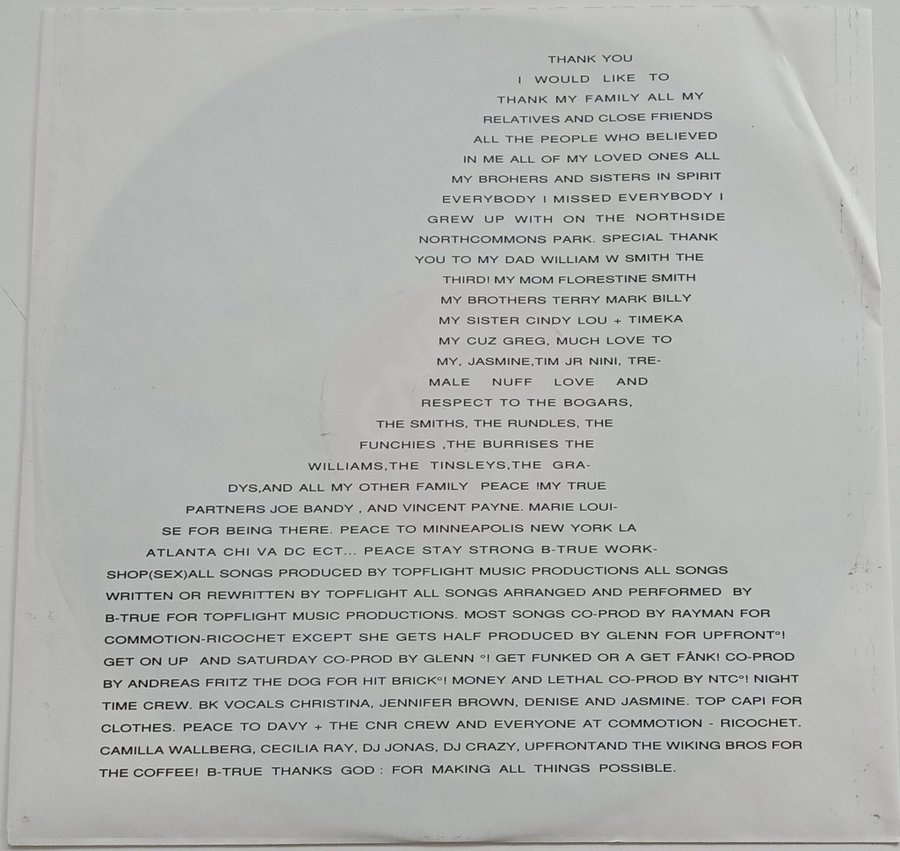 THANK YOU
I WOULD LIKE TO
THANK MY FAMILY ALL MY
RELATIVES AND CLOSE FRIENDS
ALL THE PEOPLE WHO BELIEVED
IN ME ALL OF MY LOVED ONES ALL
MY BROHERS AND SISTERS IN SPIRIT
EVERYBODY I MISSED EVERYBODY I
GREW UP WITH ON THE NORTHSIDE
NORTHCOMMONS PARK. SPECIAL THANK
YOU TO MY DAD WILLIAM W SMITH THE
THIRD! MY MOM FLORESTINE SMITH
MY BROTHERS TERRY MARK BILLY
MY SISTER CINDY LOU + TIMEKA
MY CUZ GREG, MUCH LOVE TO
MY, JASMINE,TIM JR NINI, TRE-
MALE NUFF LOVE AND
RESPECT TO THE BOGARS,
THE SMITHS, THE RUNDLES, THE
FUNCHIES ,THE BURRISES THE
WILLIAMS,THE TINSLEYS,THE GRA-
DYS,AND ALL MY OTHER FAMILY PEACE !MY TRUE
PARTNERS JOE BANDY , AND VINCENT PAYNE. MARIE LOUI-
SE FOR BEING THERE. PEACE TO MINNEAPOLIS NEW YORK LA
ATLANTA CHI VA DC ECT... PEACE STAY STRONG B-TRUE WORK-
SHOP(SEX)ALL SONGS PRODUCED BY TOPFLIGHT MUSIC PRODUCTIONS ALL SONGS
WRITTEN OR REWRITTEN BY TOPFLIGHT ALL SONGS ARRANGED AND PERFORMED BY
B-TRUE FOR TOPFLIGHT MUSIC PRODUCTIONS. MOST SONGS CO-PROD BY RAYMAN FOR
COMMOTION-RICOCHET EXCEPT SHE GETS HALF PRODUCED BY GLENN FOR UPFRONT°!
GET ON UP AND SATURDAY CO-PROD BY GLENN °! GET FUNKED OR A GET FÅNK! CO-PROD
BY ANDREAS FRITZ THE DOG FOR HIT BRICK°! MONEY AND LETHAL CO-PROD BY NTC°! NIGHT
TIME CREW. BK VOCALS CHRISTINA, JENNIFER BROWN, DENISE AND JASMINE. TOP CAPI FOR
CLOTHES. PEACE TO DAVY + THE CNR CREW AND EVERYONE AT COMMOTION - RICOCHET.
CAMILLA WALLBERG, CECILIA RAY, DJ JONAS, DJ CRAZY, UPFRONTAND THE WIKING BROS FOR
THE COFFEE! B-TRUE THANKS GOD : FOR MAKING ALL THINGS POSSIBLE.